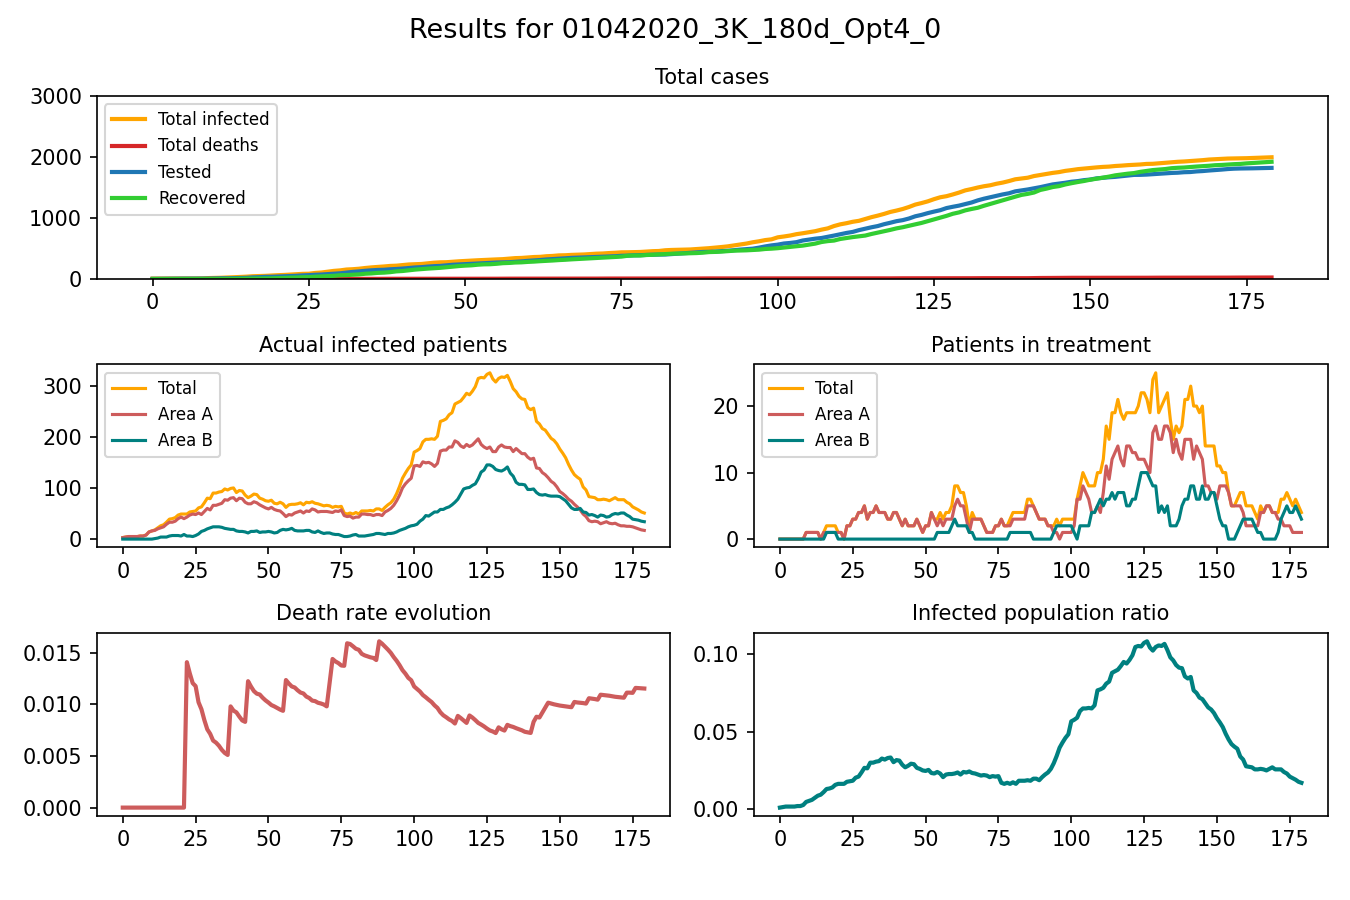 Results for 01042020_3K_180d_Opt4_0
Total cases
3000
2000
1000
0
Total infected
Total deaths
Tested
Recovered
0 25 50 75 100 125 150 175
Actual infected patients
300
200
100
0
Total
Area A
Area B
0 25 50 75 100 125 150 175
Patients in treatment
20
10
0
Total
Area A
Area B
0 25 50 75 100 125 150 175
Death rate evolution
0.015
0.010
0.005
0.000
0 25 50 75 100 125 150 175
Infected population ratio
0.10
0.05
0.00
0 25 50 75 100 125 150 175